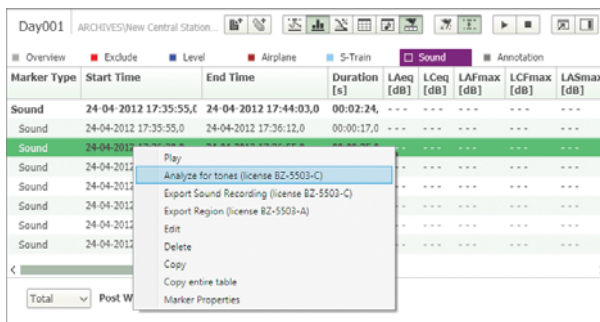 Day001 ARCHIVES\New Central Station...
Overview Exclude Level Airplane S-Train Sound Annotation
Marker Type Start Time End Time Duration [s] LAeq [dB] LCeq [dB] LAFmax [dB] LCFmax [dB] LASmax [dB]
Sound 24-04-2012 17:35:55,0 24-04-2012 17:44:03,0 00:02:24, - - - - - - - - - - - - - - -
Sound 24-04-2012 17:35:55,0 24-04-2012 17:36:12,0 00:00:17,0 - - - - - - - - - - - - - - -
Sound
Sound 24-04-2012 - - - - - - - - -
Sound 24-04-2012 - - - - - - - - -
Sound 24-04-2012 - - - - - - - - -
Sound 24-04-2012 - - - - - - - - -
Sound 24-04-2012 - - - - - - - - -
Play
Analyze for tones (license BZ-5503-C)
Export Sound Recording (license BZ-5503-C)
Export Region (license BZ-5503-A)
Edit
Delete
Copy
Copy entire table
Marker Properties
Total Post W